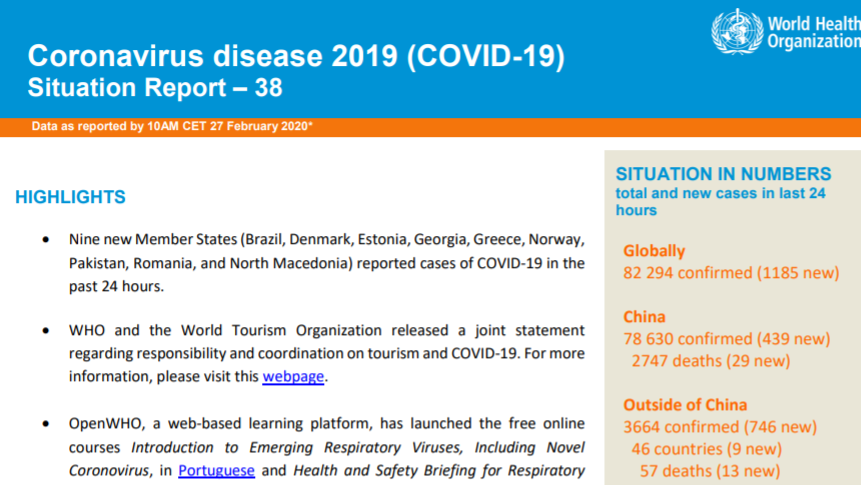 World Health
Organization
Coronavirus disease 2019 (COVID-19)
Situation Report – 38
Data as reported by 10AM CET 27 February 2020*
HIGHLIGHTS
• Nine new Member States (Brazil, Denmark, Estonia, Georgia, Greece, Norway,
Pakistan, Romania, and North Macedonia) reported cases of COVID-19 in the
past 24 hours.
• WHO and the World Tourism Organization released a joint statement
regarding responsibility and coordination on tourism and COVID-19. For more
information, please visit this webpage.
• OpenWHO, a web-based learning platform, has launched the free online
courses Introduction to Emerging Respiratory Viruses, Including Novel
Coronovirus, in Portuguese and Health and Safety Briefing for Respiratory
SITUATION IN NUMBERS
total and new cases in last 24
hours
Globally
82 294 confirmed (1185 new)
China
78 630 confirmed (439 new)
2747 deaths (29 new)
Outside of China
3664 confirmed (746 new)
46 countries (9 new)
57 deaths (13 new)